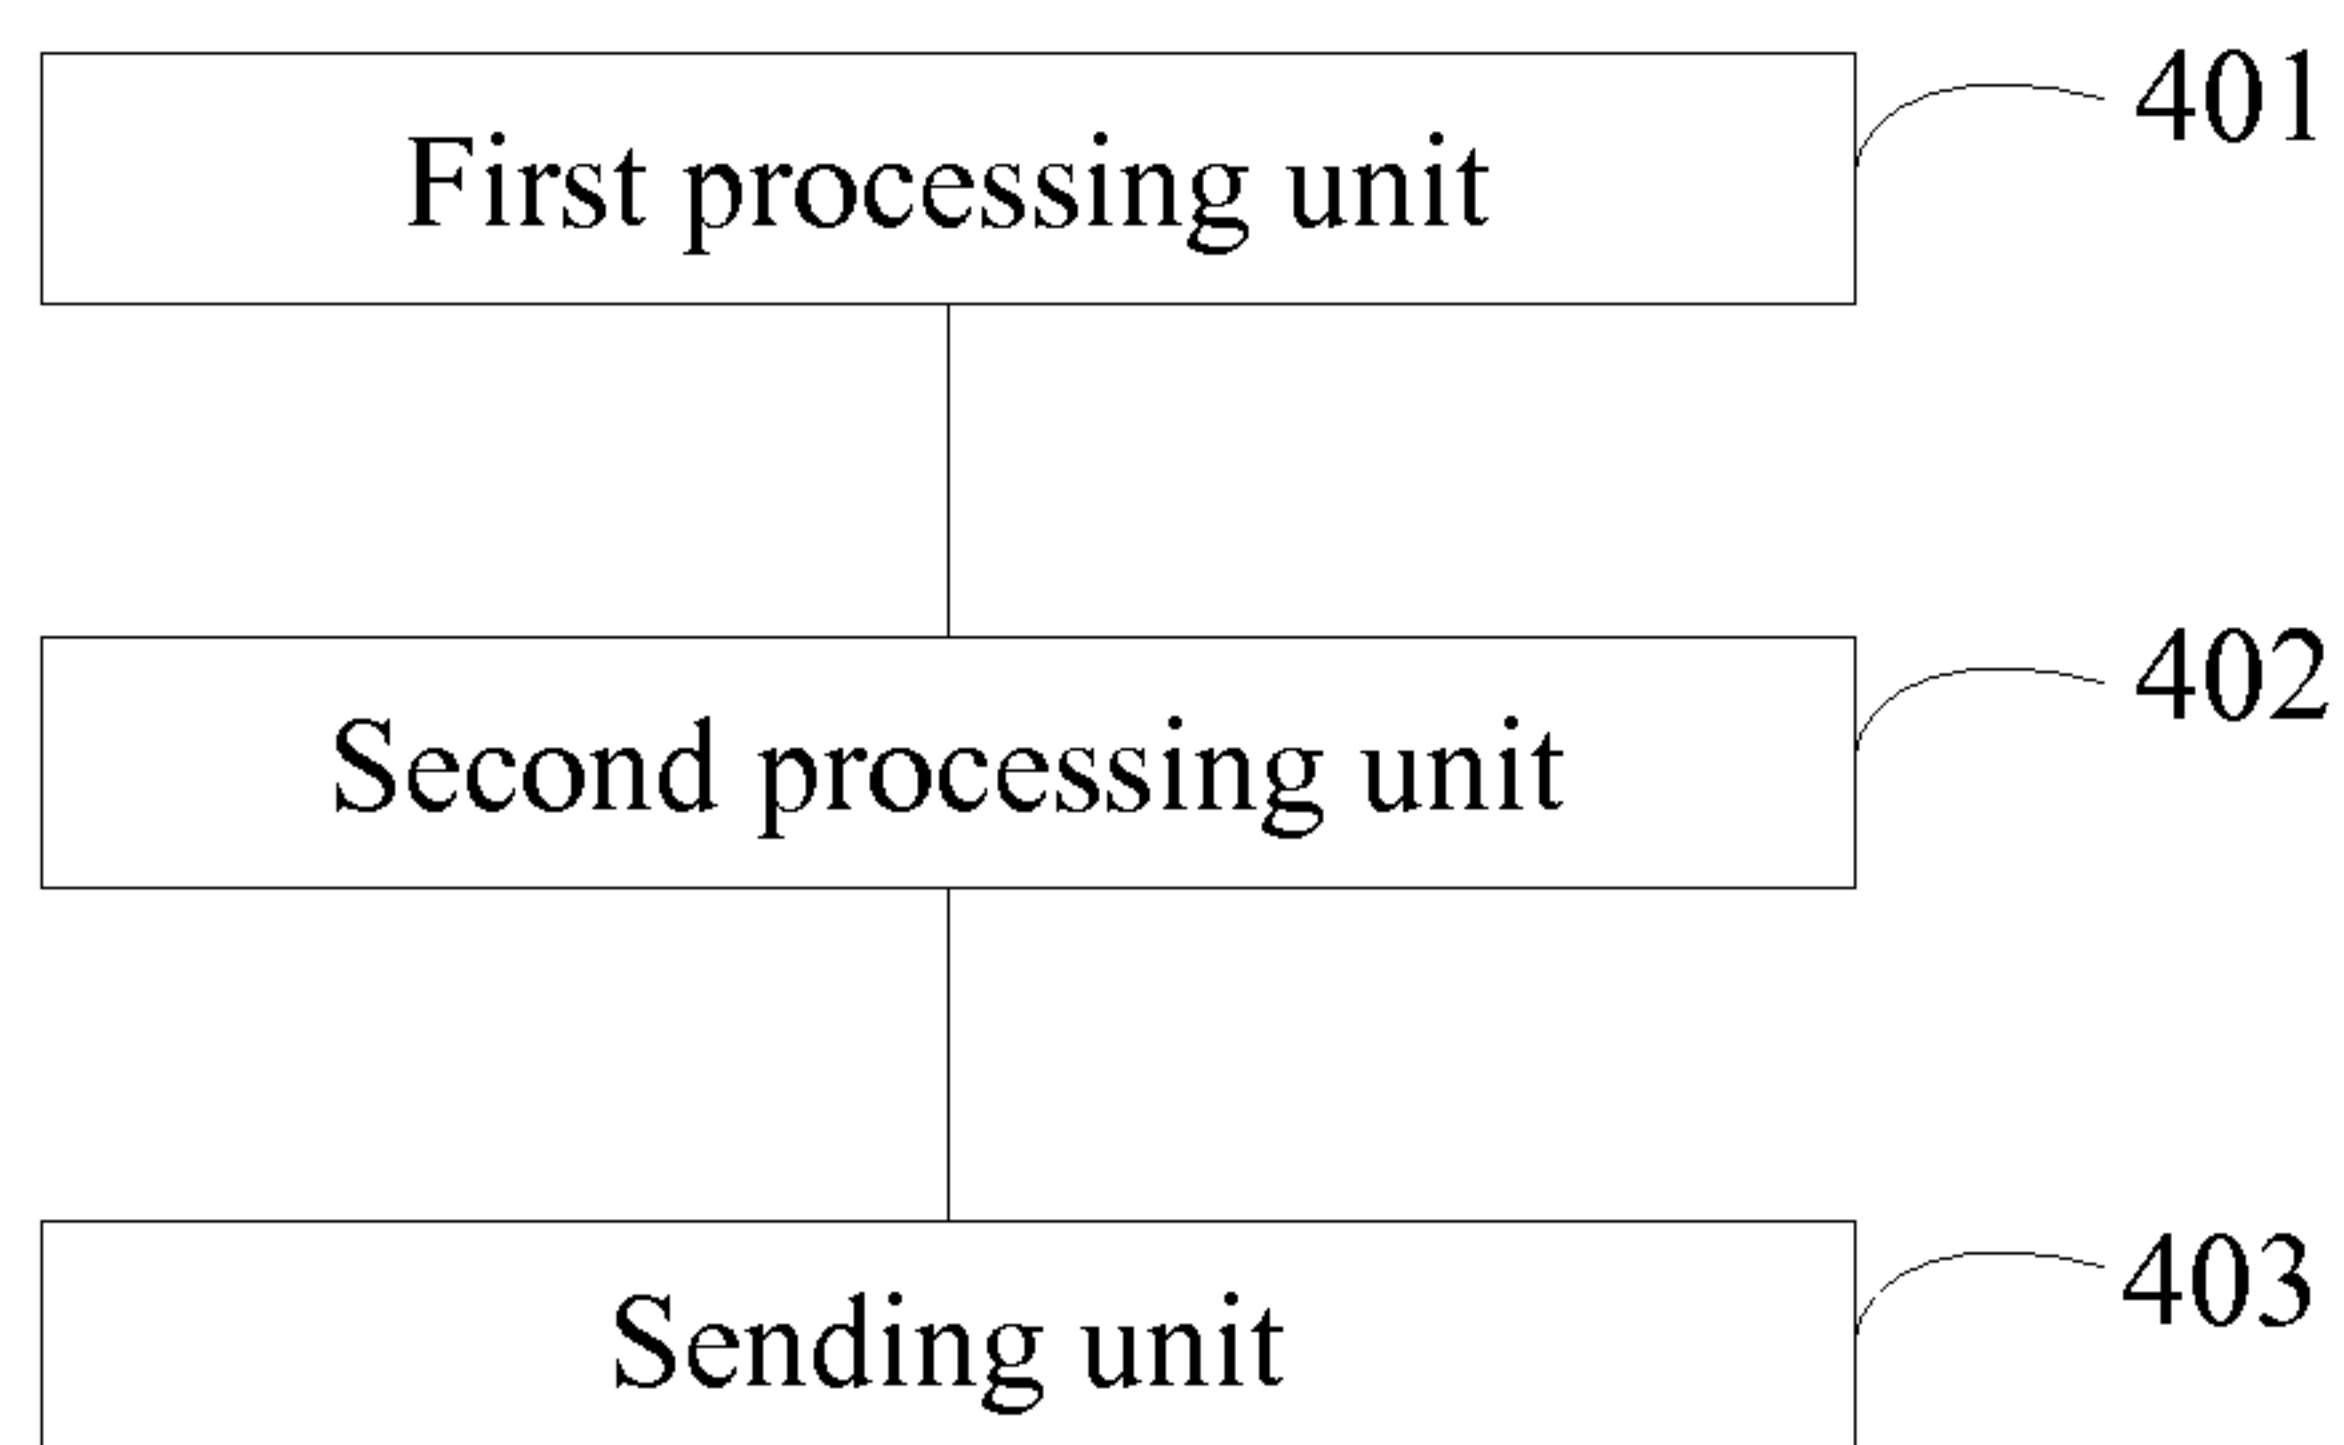 First processing unit 401
Second processing unit 402
Sending unit 403